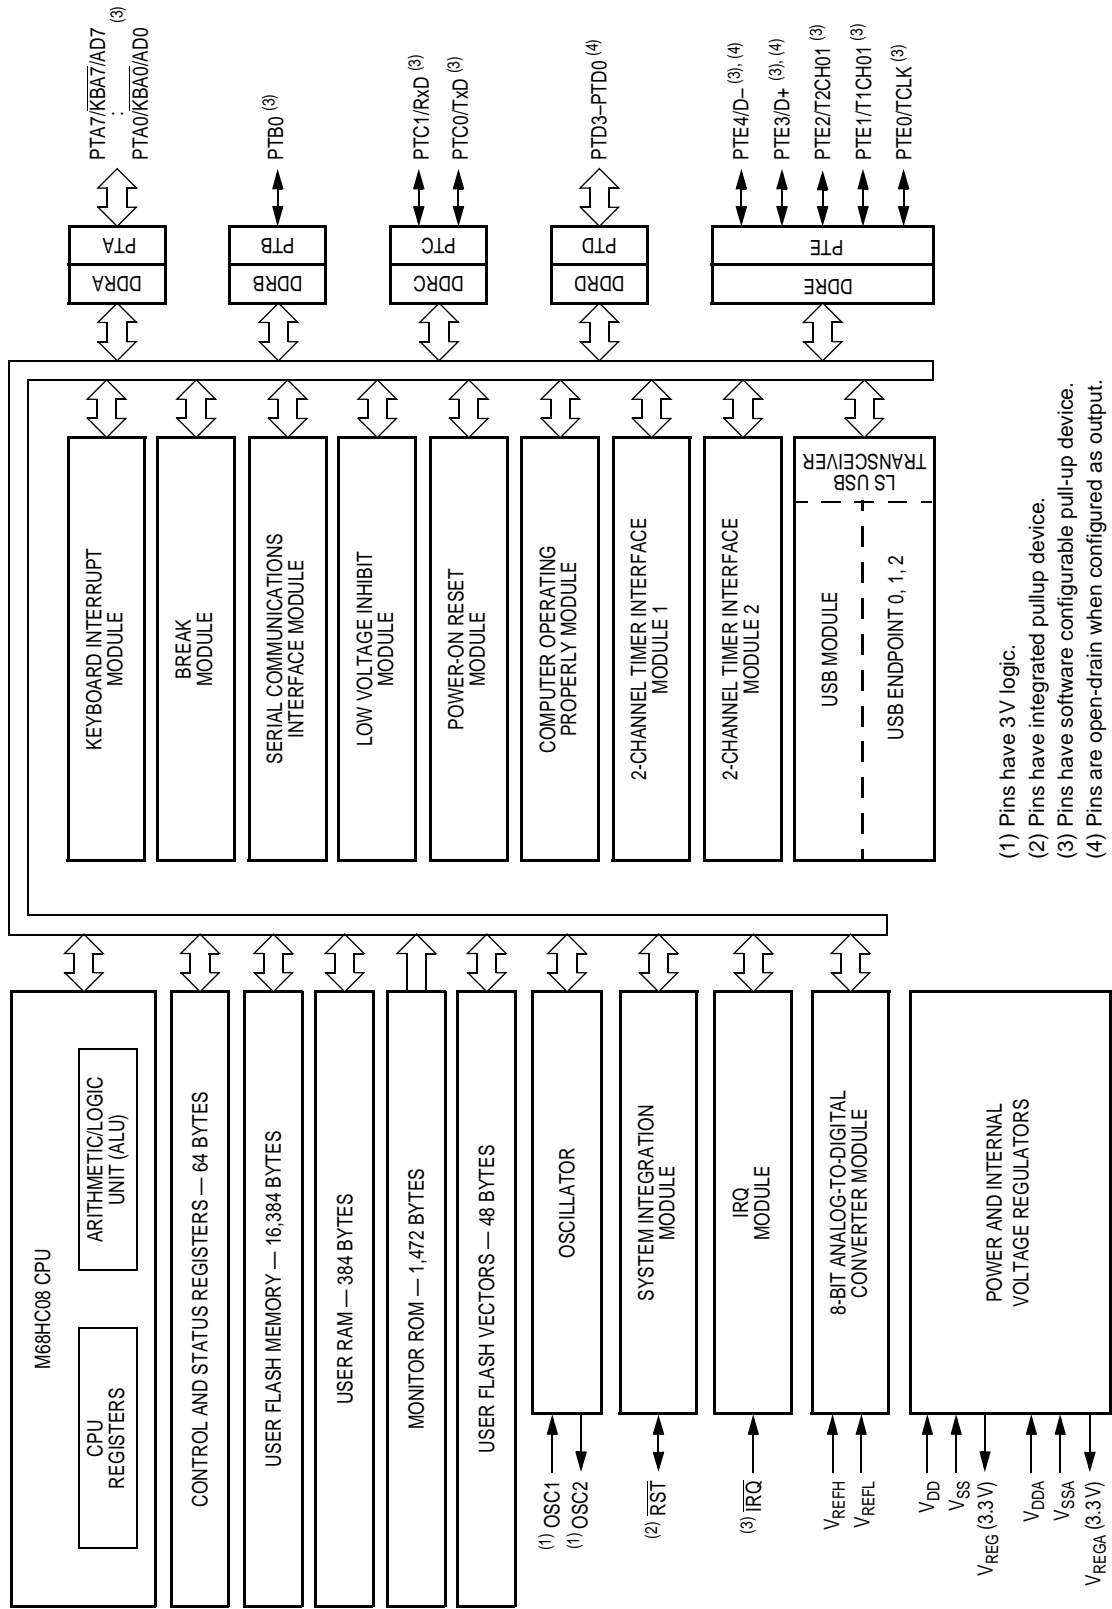 M68HC08 CPU
CPU
REGISTERS
ARITHMETIC/LOGIC
UNIT (ALU)
CONTROL AND STATUS REGISTERS — 64 BYTES
USER FLASH MEMORY — 16,384 BYTES
USER RAM — 384 BYTES
MONITOR ROM — 1,472 BYTES
USER FLASH VECTORS — 48 BYTES
(1) OSC1
(1) OSC2
OSCILLATOR
(2) RST
SYSTEM INTEGRATION
MODULE
(3) IRQ
IRQ
MODULE
VREFH
VREFL
8-BIT ANALOG-TO-DIGITAL
CONVERTER MODULE
VDD
VSS
VREG (3.3 V)
VDDA
VSSA
VREGA (3.3 V)
POWER AND INTERNAL
VOLTAGE REGULATORS
KEYBOARD INTERRUPT
MODULE
BREAK
MODULE
SERIAL COMMUNICATIONS
INTERFACE MODULE
LOW VOLTAGE INHIBIT
MODULE
POWER-ON RESET
MODULE
COMPUTER OPERATING
PROPERLY MODULE
2-CHANNEL TIMER INTERFACE
MODULE 1
2-CHANNEL TIMER INTERFACE
MODULE 2
USB MODULE
USB ENDPOINT 0, 1, 2
LS USB
TRANSCEIVER
DDRA
PTA
PTA7/KBA7/AD7
:
PTA0/KBA0/AD0
(3)
DDRB
PTB
PTB0 (3)
DDRC
PTC
PTC1/RxD (3)
PTC0/TxD (3)
DDRD
PTD
PTD3–PTD0 (4)
DDRE
PTE
PTE4/D– (3), (4)
PTE3/D+ (3), (4)
PTE2/T2CH01 (3)
PTE1/T1CH01 (3)
PTE0/TCLK (3)
(1) Pins have 3 V logic.
(2) Pins have integrated pullup device.
(3) Pins have software configurable pull-up device.
(4) Pins are open-drain when configured as output.